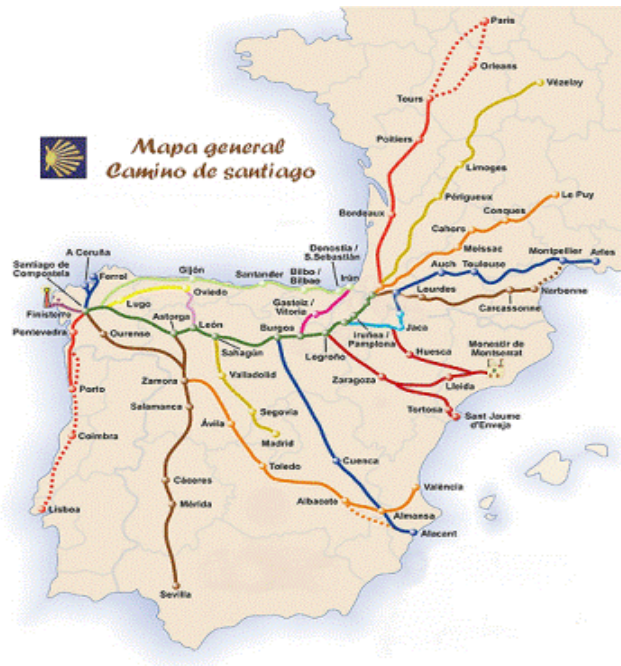 Paris
Orleans
Tours
Vézelay
Poitiers
Mapa general
Camino de santiago
Limoges
Périgueux
Le Puy
Conques
Bordeaux
Cahors
Moissac
A Coruña
Donostia /
S.Sebastián
Montpellier
Arles
Santiago de
Compostela
Ferrol
Gijón
Santander
Bilbo /
Bilbao
Irún
Auch
Toulouse
Lourdes
Narbonne
Oviedo
Carcassonne
Lugo
Gasteiz /
Vitoria
Finisterre
Astorga
León
Pontevedra
Ourense
Burgos
Iruñea /
Pamplona
Jaca
Sahagún
Logroño
Huesca
Monestir de
Montserrat
Valladolid
Zaragoza
Lleida
Zamora
Porto
Salamanca
Segovia
Tortosa
Sant Jaume
d'Enveja
Ávila
Madrid
Coimbra
Toledo
Cuenca
Cáceres
València
Albacete
Mérida
Lisboa
Almansa
Alacant
Sevilla